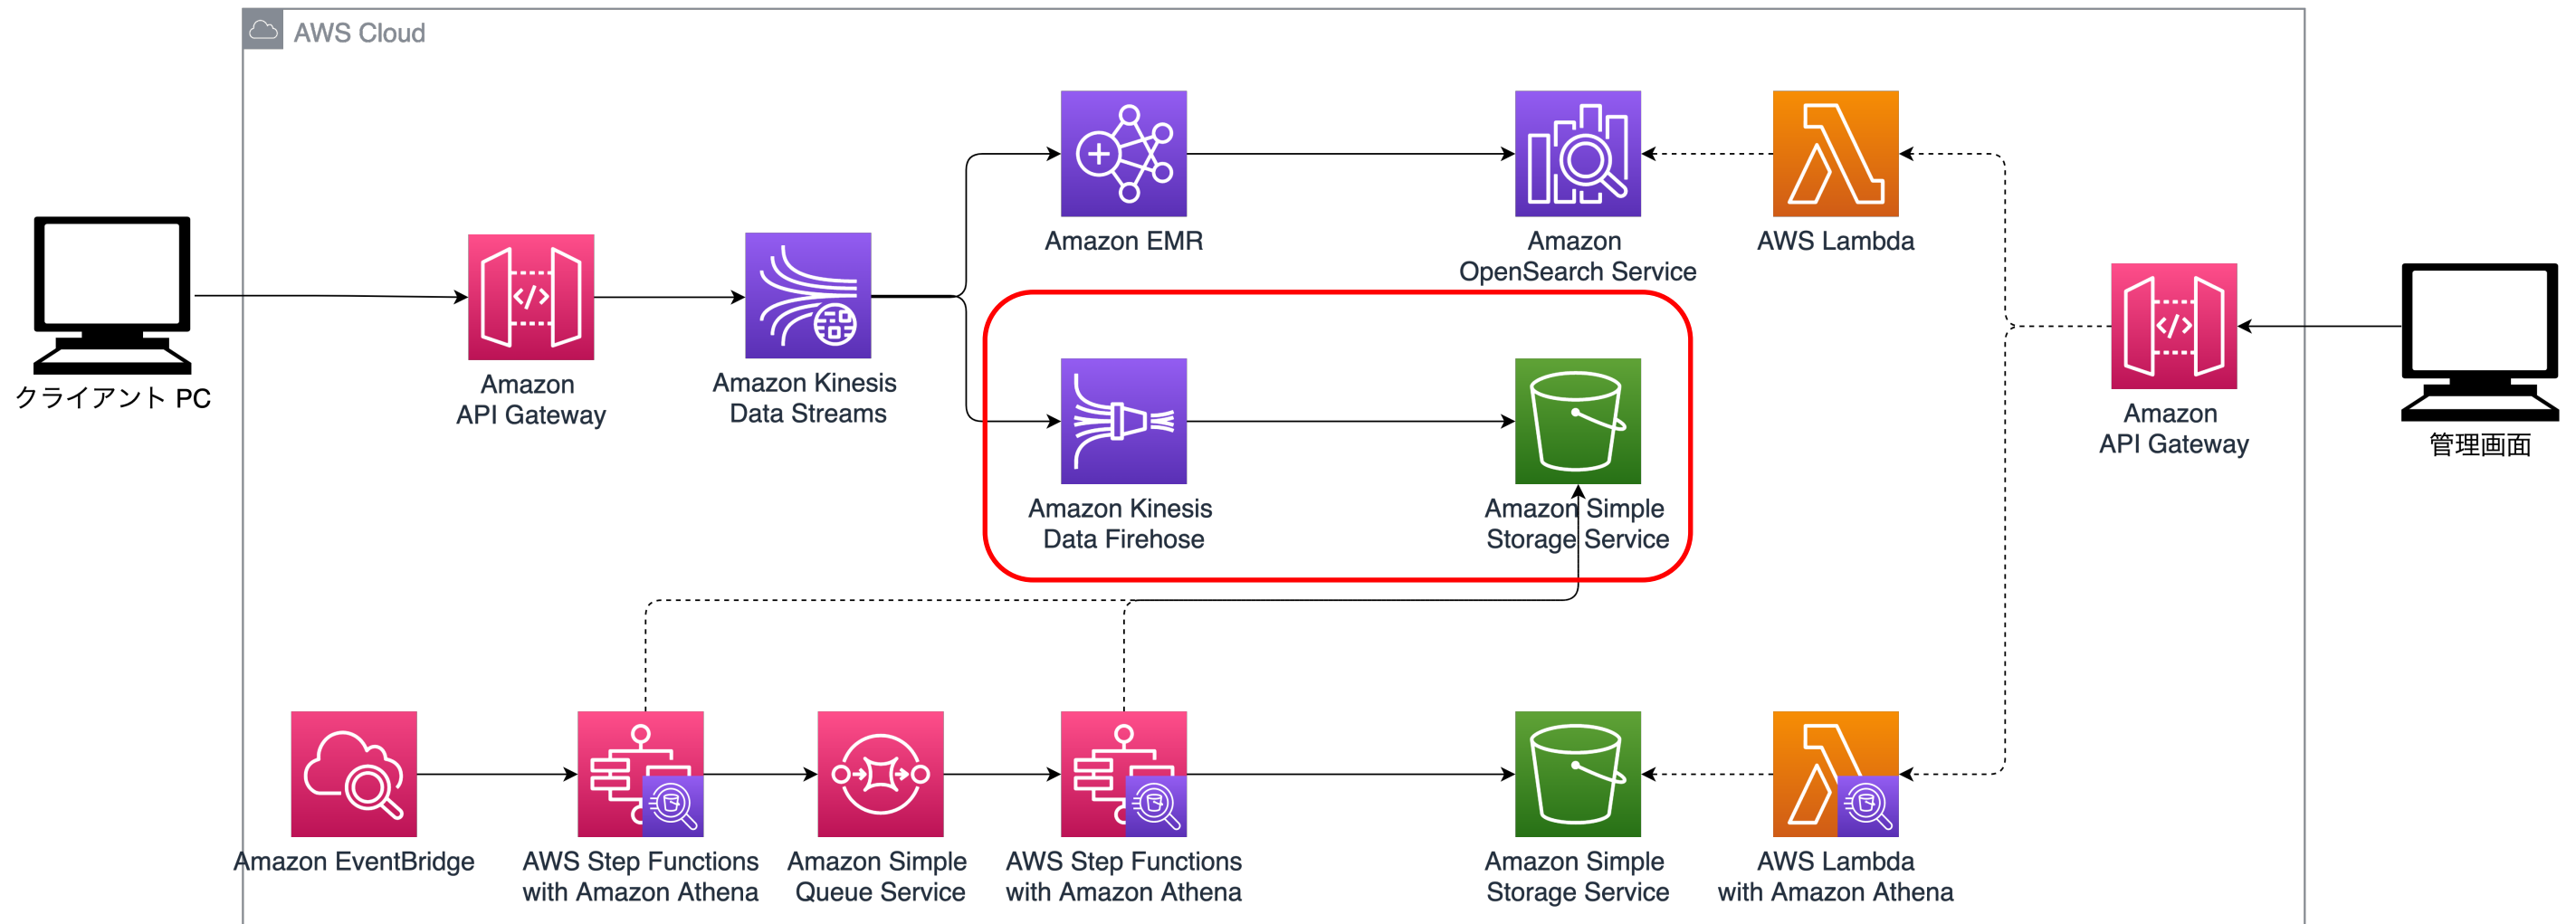 AWS Cloud
Amazon EMR
Amazon
OpenSearch Service
AWS Lambda
クライアント PC
Amazon
API Gateway
Amazon Kinesis
Data Streams
Amazon Kinesis
Data Firehose
Amazon Simple
Storage Service
Amazon
API Gateway
管理画面
Amazon EventBridge
AWS Step Functions
with Amazon Athena
Amazon Simple
Queue Service
AWS Step Functions
with Amazon Athena
Amazon Simple
Storage Service
AWS Lambda
with Amazon Athena